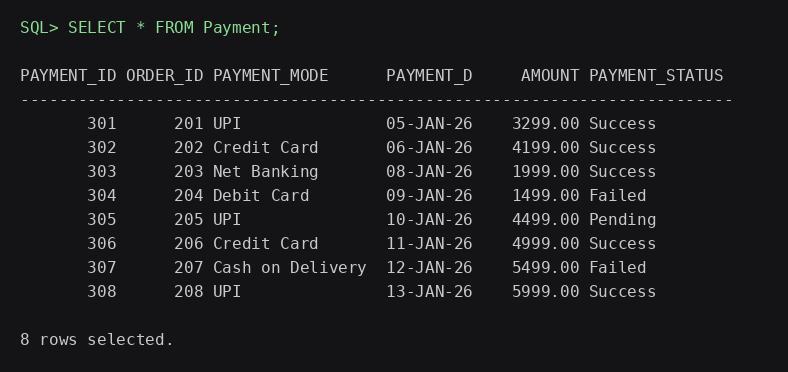 SQL> SELECT * FROM Payment;
PAYMENT_ID ORDER_ID PAYMENT_MODE      PAYMENT_D     AMOUNT PAYMENT_STATUS
--------------------------------------------------------------------------
       301      201 UPI               05-JAN-26    3299.00 Success
       302      202 Credit Card       06-JAN-26    4199.00 Success
       303      203 Net Banking       08-JAN-26    1999.00 Success
       304      204 Debit Card        09-JAN-26    1499.00 Failed
       305      205 UPI               10-JAN-26    4499.00 Pending
       306      206 Credit Card       11-JAN-26    4999.00 Success
       307      207 Cash on Delivery  12-JAN-26    5499.00 Failed
       308      208 UPI               13-JAN-26    5999.00 Success
8 rows selected.